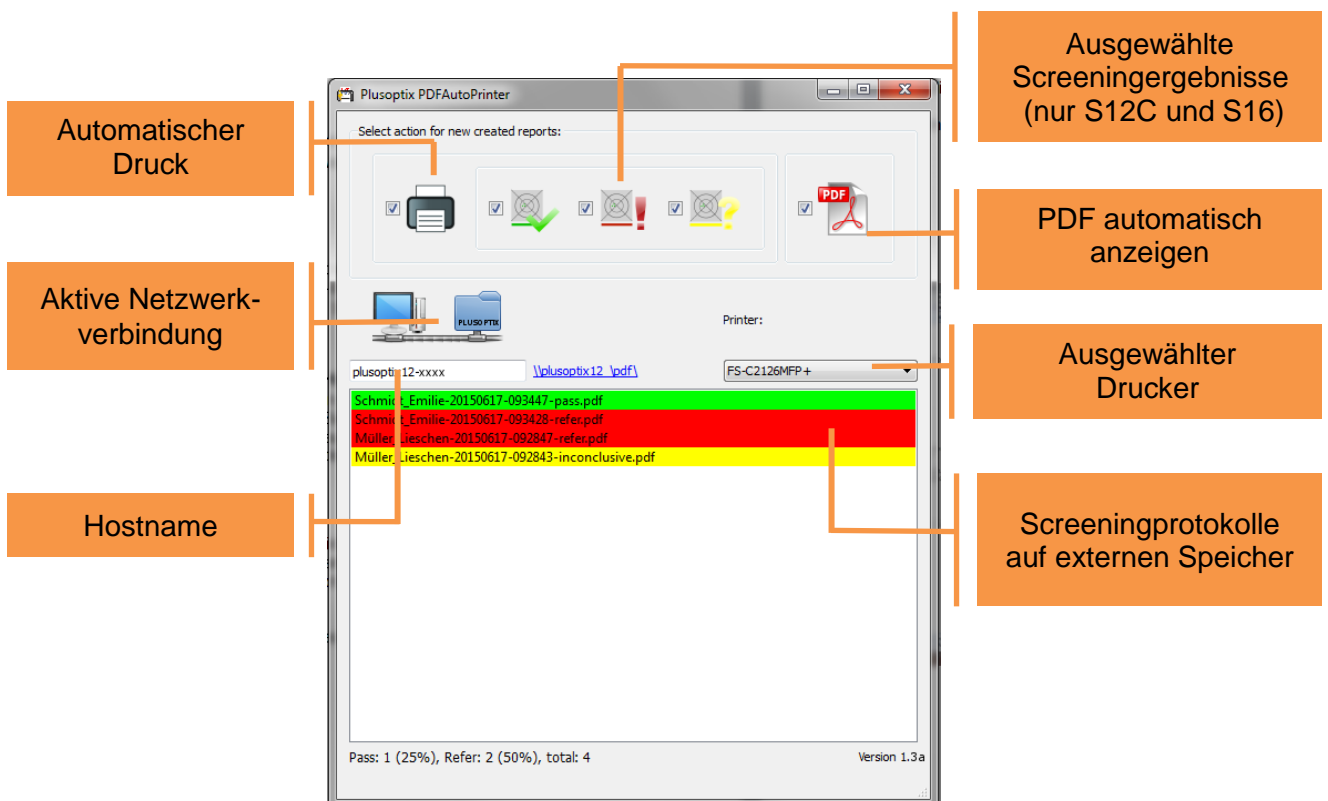 Ausgewählte
Screeningergebnisse
(nur S12C und S16)
Automatischer
Druck
Plusoptix PDFAutoPrinter
Select action for new created reports:
PDF
PDF automatisch
anzeigen
Aktive Netzwerk-
verbindung
PLUSOPTIX
Printer:
Ausgewählter
Drucker
plusoptix12-xxxx
\\plusoptix12_\pdf\
FS-C2126MFP+
Schmidt_Emilie-20150617-093447-pass.pdf
Schmidt_Emilie-20150617-093428-refer.pdf
Müller_Lieschen-20150617-092847-refer.pdf
Müller_Lieschen-20150617-092843-inconclusive.pdf
Hostname
Screeningprotokolle
auf externen Speicher
Pass: 1 (25%), Refer: 2 (50%), total: 4
Version 1.3a